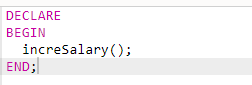 DECLARE
BEGIN
  increSalary();
END;